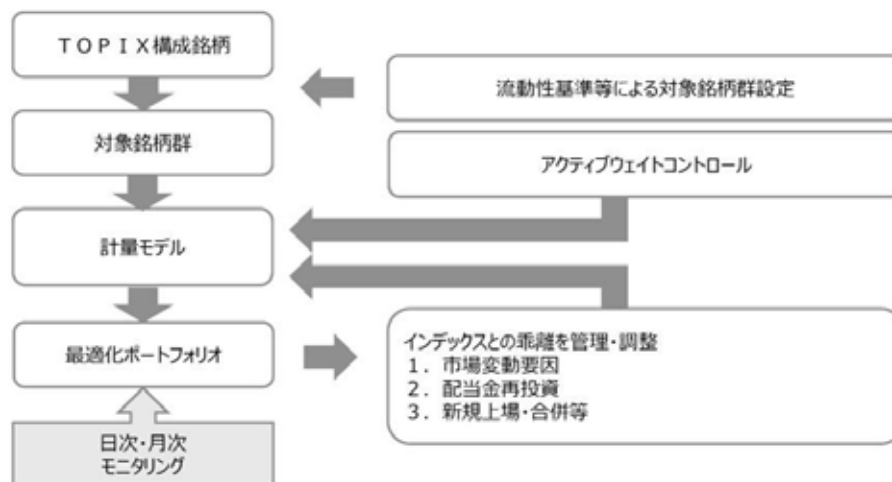 ＴＯＰＩＸ構成銘柄
流動性基準等による対象銘柄群設定
対象銘柄群
アクティブウェイトコントロール
計量モデル
最適化ポートフォリオ
インデックスとの乖離を管理・調整
１．市場変動要因
２．配当金再投資
３．新規上場・合併等
日次・月次
モニタリング